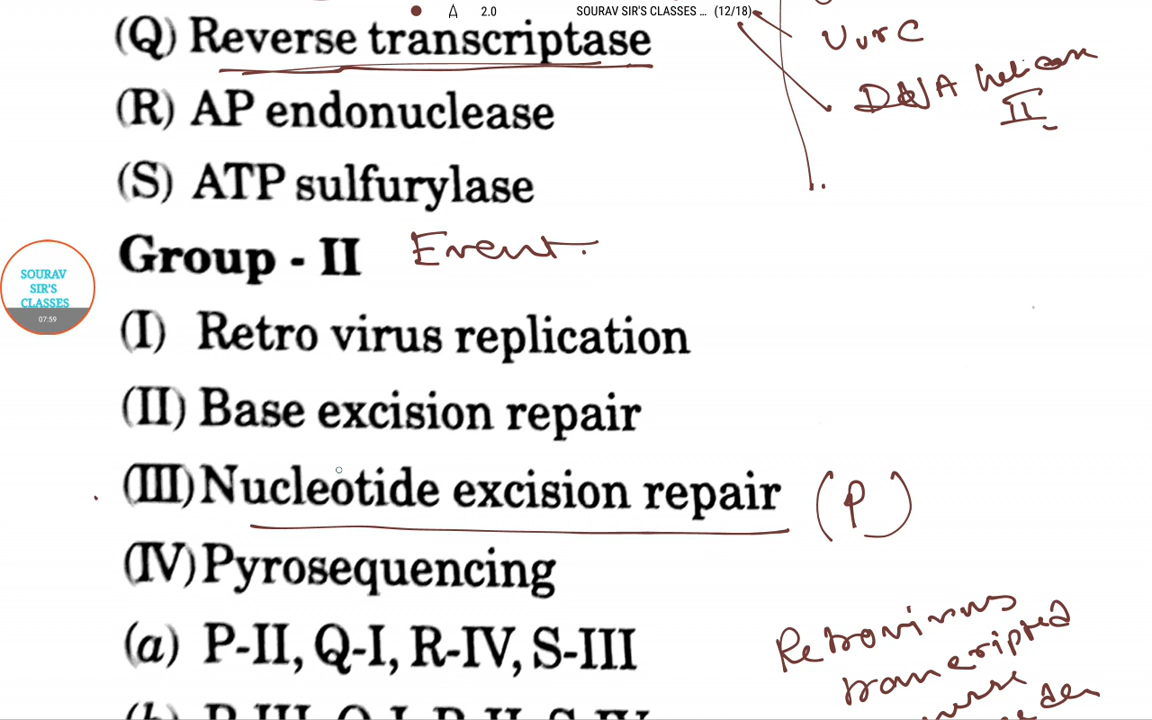 2.0 SOURAV SIR'S CLASSES ... (12/18)
(Q) Reverse transcriptase
UvrC
(R) AP endonuclease
DNA helicase
II
(S) ATP sulfurylase
Group - II Event.
SOURAV
SIR'S
CLASSES
07:59
(I) Retro virus replication
(II) Base excision repair
(III) Nucleotide excision repair (P)
(IV) Pyrosequencing
(a) P-II, Q-I, R-IV, S-III
Retrovirus